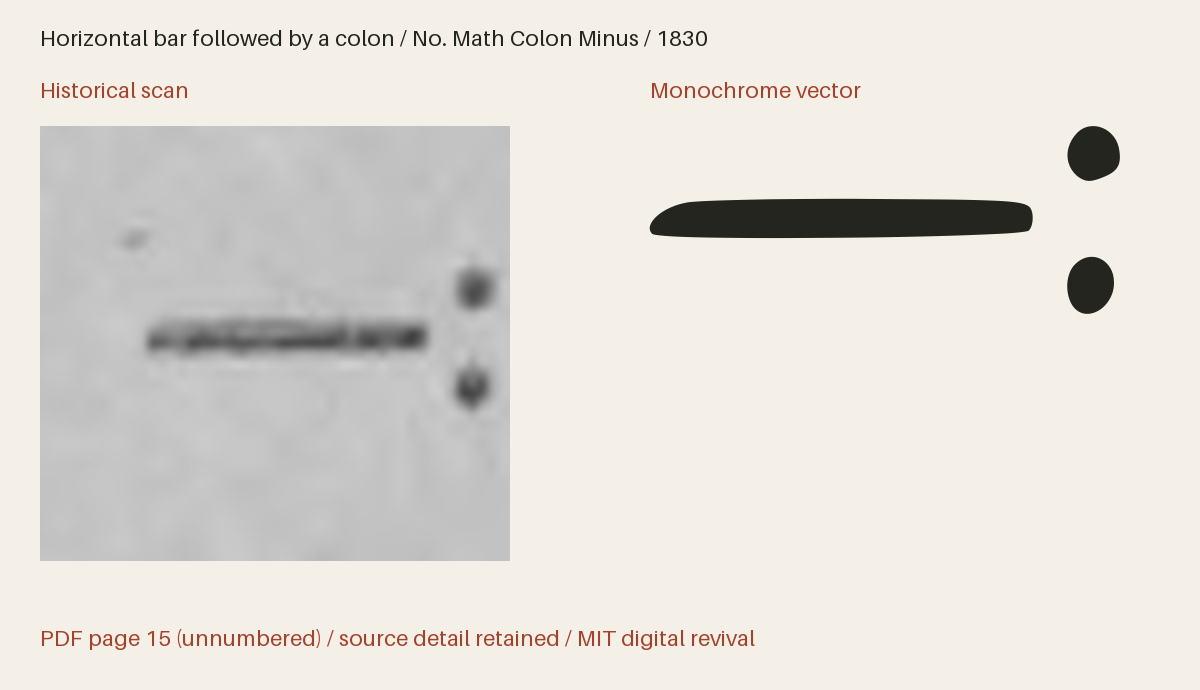 Horizontal bar followed by a colon / No. Math Colon Minus / 1830
Historical scan
Monochrome vector
PDF page 15 (unnumbered) / source detail retained / MIT digital revival